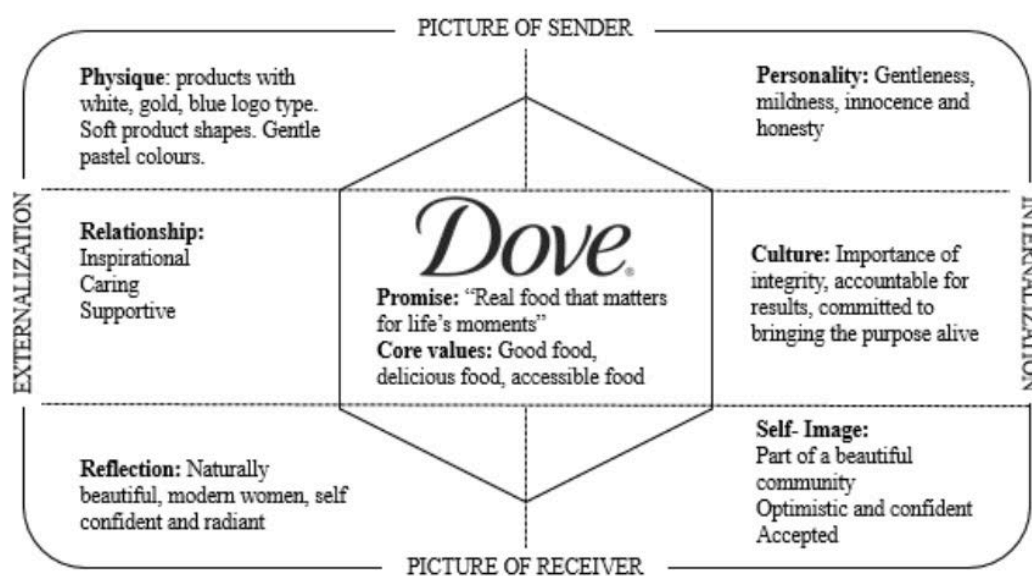 PICTURE OF SENDER
Physique: products with
white, gold, blue logo type.
Soft product shapes. Gentle
pastel colours.
Personality: Gentleness,
mildness, innocence and
honesty
EXTERNALIZATION
Relationship:
Inspirational
Caring
Supportive
Dove
Promise: “Real food that matters
for life’s moments”
Core values: Good food,
delicious food, accessible food
Culture: Importance of
integrity, accountable for
results, committed to
bringing the purpose alive
INTERNALIZATION
Reflection: Naturally
beautiful, modern women, self
confident and radiant
Self- Image:
Part of a beautiful
community
Optimistic and confident
Accepted
PICTURE OF RECEIVER